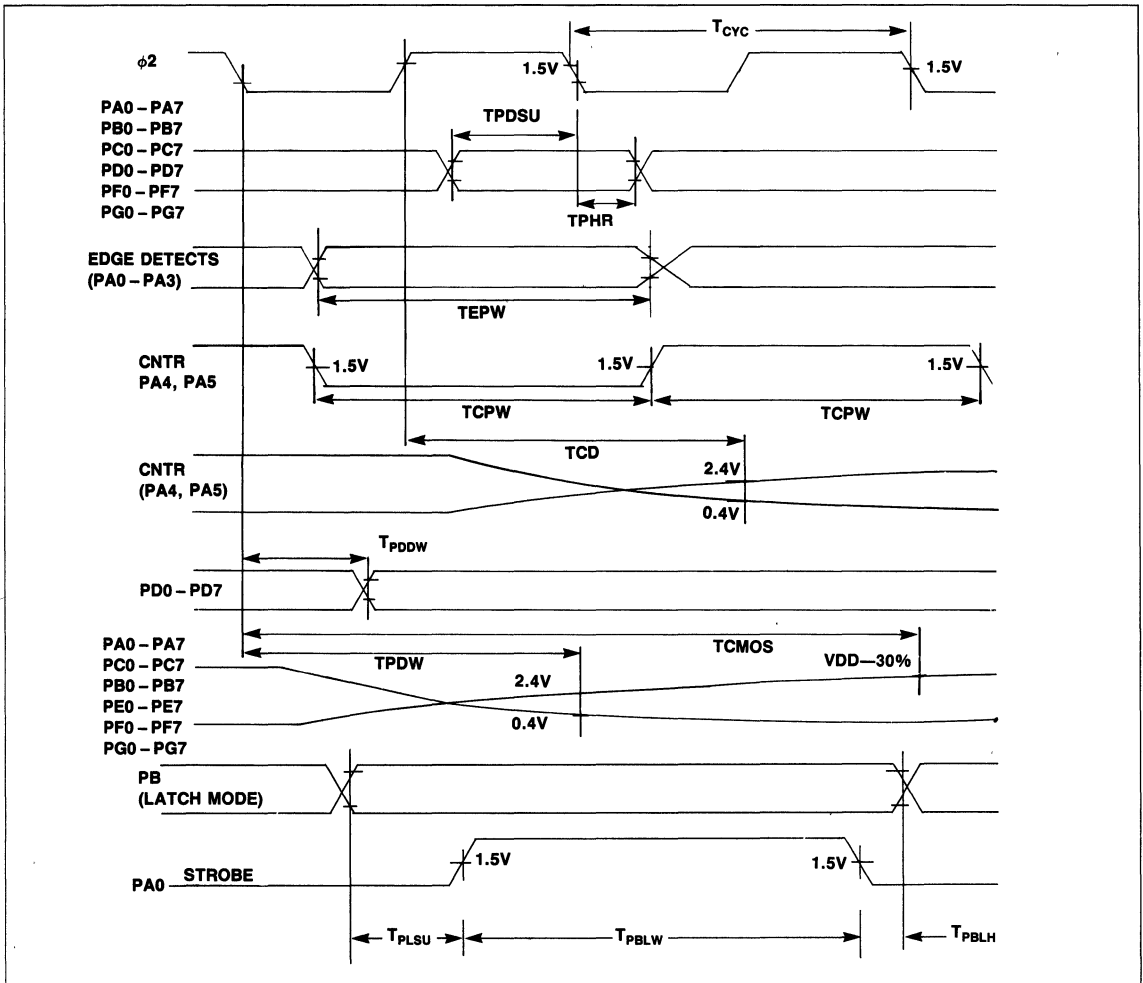 T_CYC
ϕ2
1.5V
1.5V
PA0 – PA7
PB0 – PB7
PC0 – PC7
PD0 – PD7
PF0 – PF7
PG0 – PG7
TPDSU
TPHR
EDGE DETECTS
(PA0 – PA3)
TEPW
CNTR
PA4, PA5
1.5V
1.5V
1.5V
TCPW
TCPW
TCD
CNTR
(PA4, PA5)
2.4V
0.4V
T_PDDW
PD0 – PD7
TCMOS
PA0 – PA7
PC0 – PC7
PB0 – PB7
PE0 – PE7
PF0 – PF7
PG0 – PG7
TPDW
VDD—30%
2.4V
0.4V
PB
(LATCH MODE)
PA0
STROBE
1.5V
1.5V
T_PLSU
T_PBLW
T_PBLH